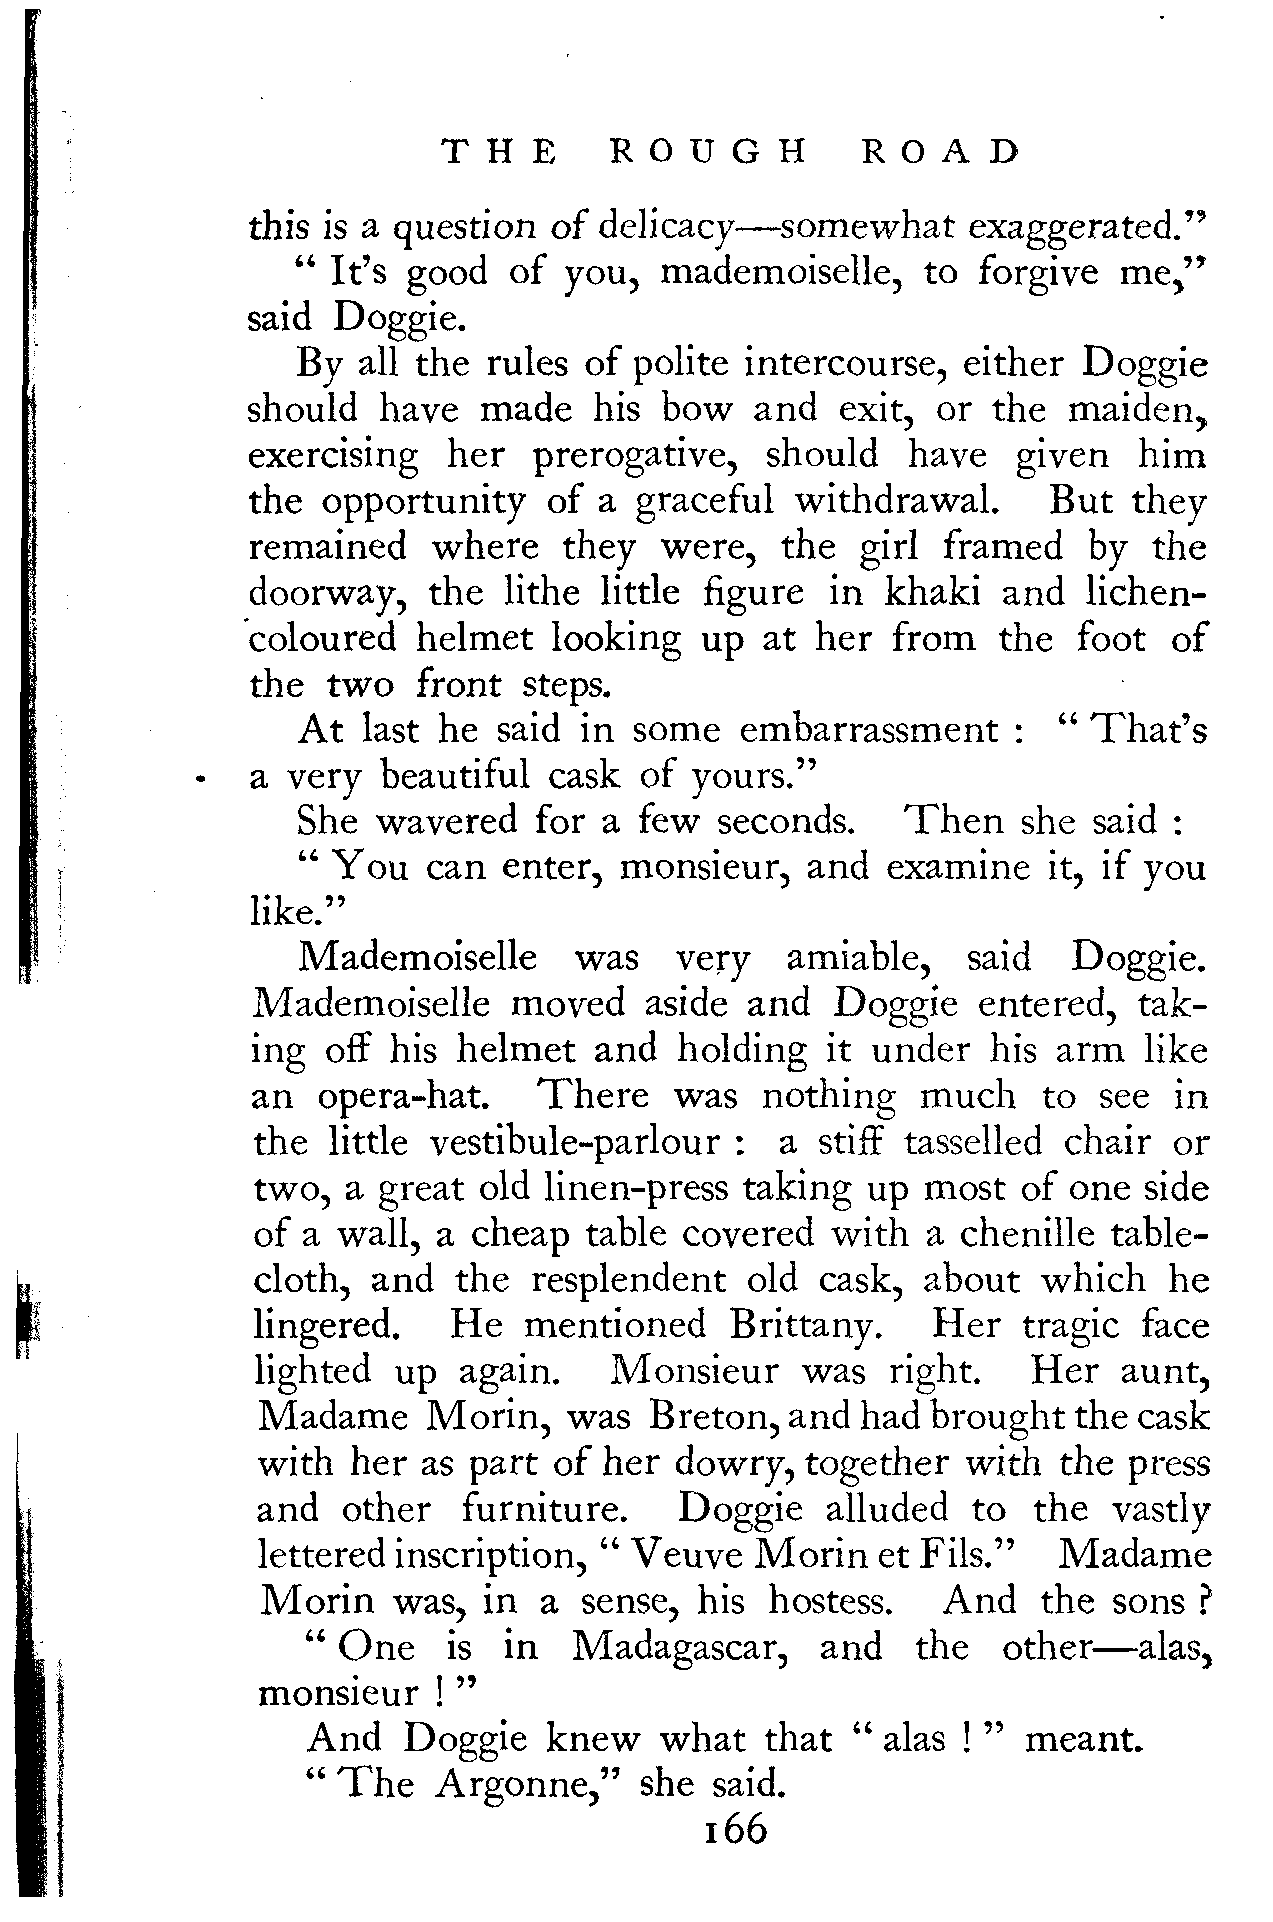 THE ROUGH ROAD
this is a question of delicacy—somewhat exaggerated.”
“ It’s good of you, mademoiselle, to forgive me,”
said Doggie.
By all the rules of polite intercourse, either Doggie
should have made his bow and exit, or the maiden,
exercising her prerogative, should have given him
the opportunity of a graceful withdrawal. But they
remained where they were, the girl framed by the
doorway, the lithe little figure in khaki and lichen-
coloured helmet looking up at her from the foot of
the two front steps.
At last he said in some embarrassment : “ That’s
a very beautiful cask of yours.”
She wavered for a few seconds. Then she said :
“ You can enter, monsieur, and examine it, if you
like.”
Mademoiselle was very amiable, said Doggie.
Mademoiselle moved aside and Doggie entered, tak-
ing off his helmet and holding it under his arm like
an opera-hat. There was nothing much to see in
the little vestibule-parlour : a stiff tasselled chair or
two, a great old linen-press taking up most of one side
of a wall, a cheap table covered with a chenille table-
cloth, and the resplendent old cask, about which he
lingered. He mentioned Brittany. Her tragic face
lighted up again. Monsieur was right. Her aunt,
Madame Morin, was Breton, and had brought the cask
with her as part of her dowry, together with the press
and other furniture. Doggie alluded to the vastly
lettered inscription, “ Veuve Morin et Fils.” Madame
Morin was, in a sense, his hostess. And the sons ?
“ One is in Madagascar, and the other—alas,
monsieur ! ”
And Doggie knew what that “ alas ! ” meant.
“ The Argonne,” she said.
166